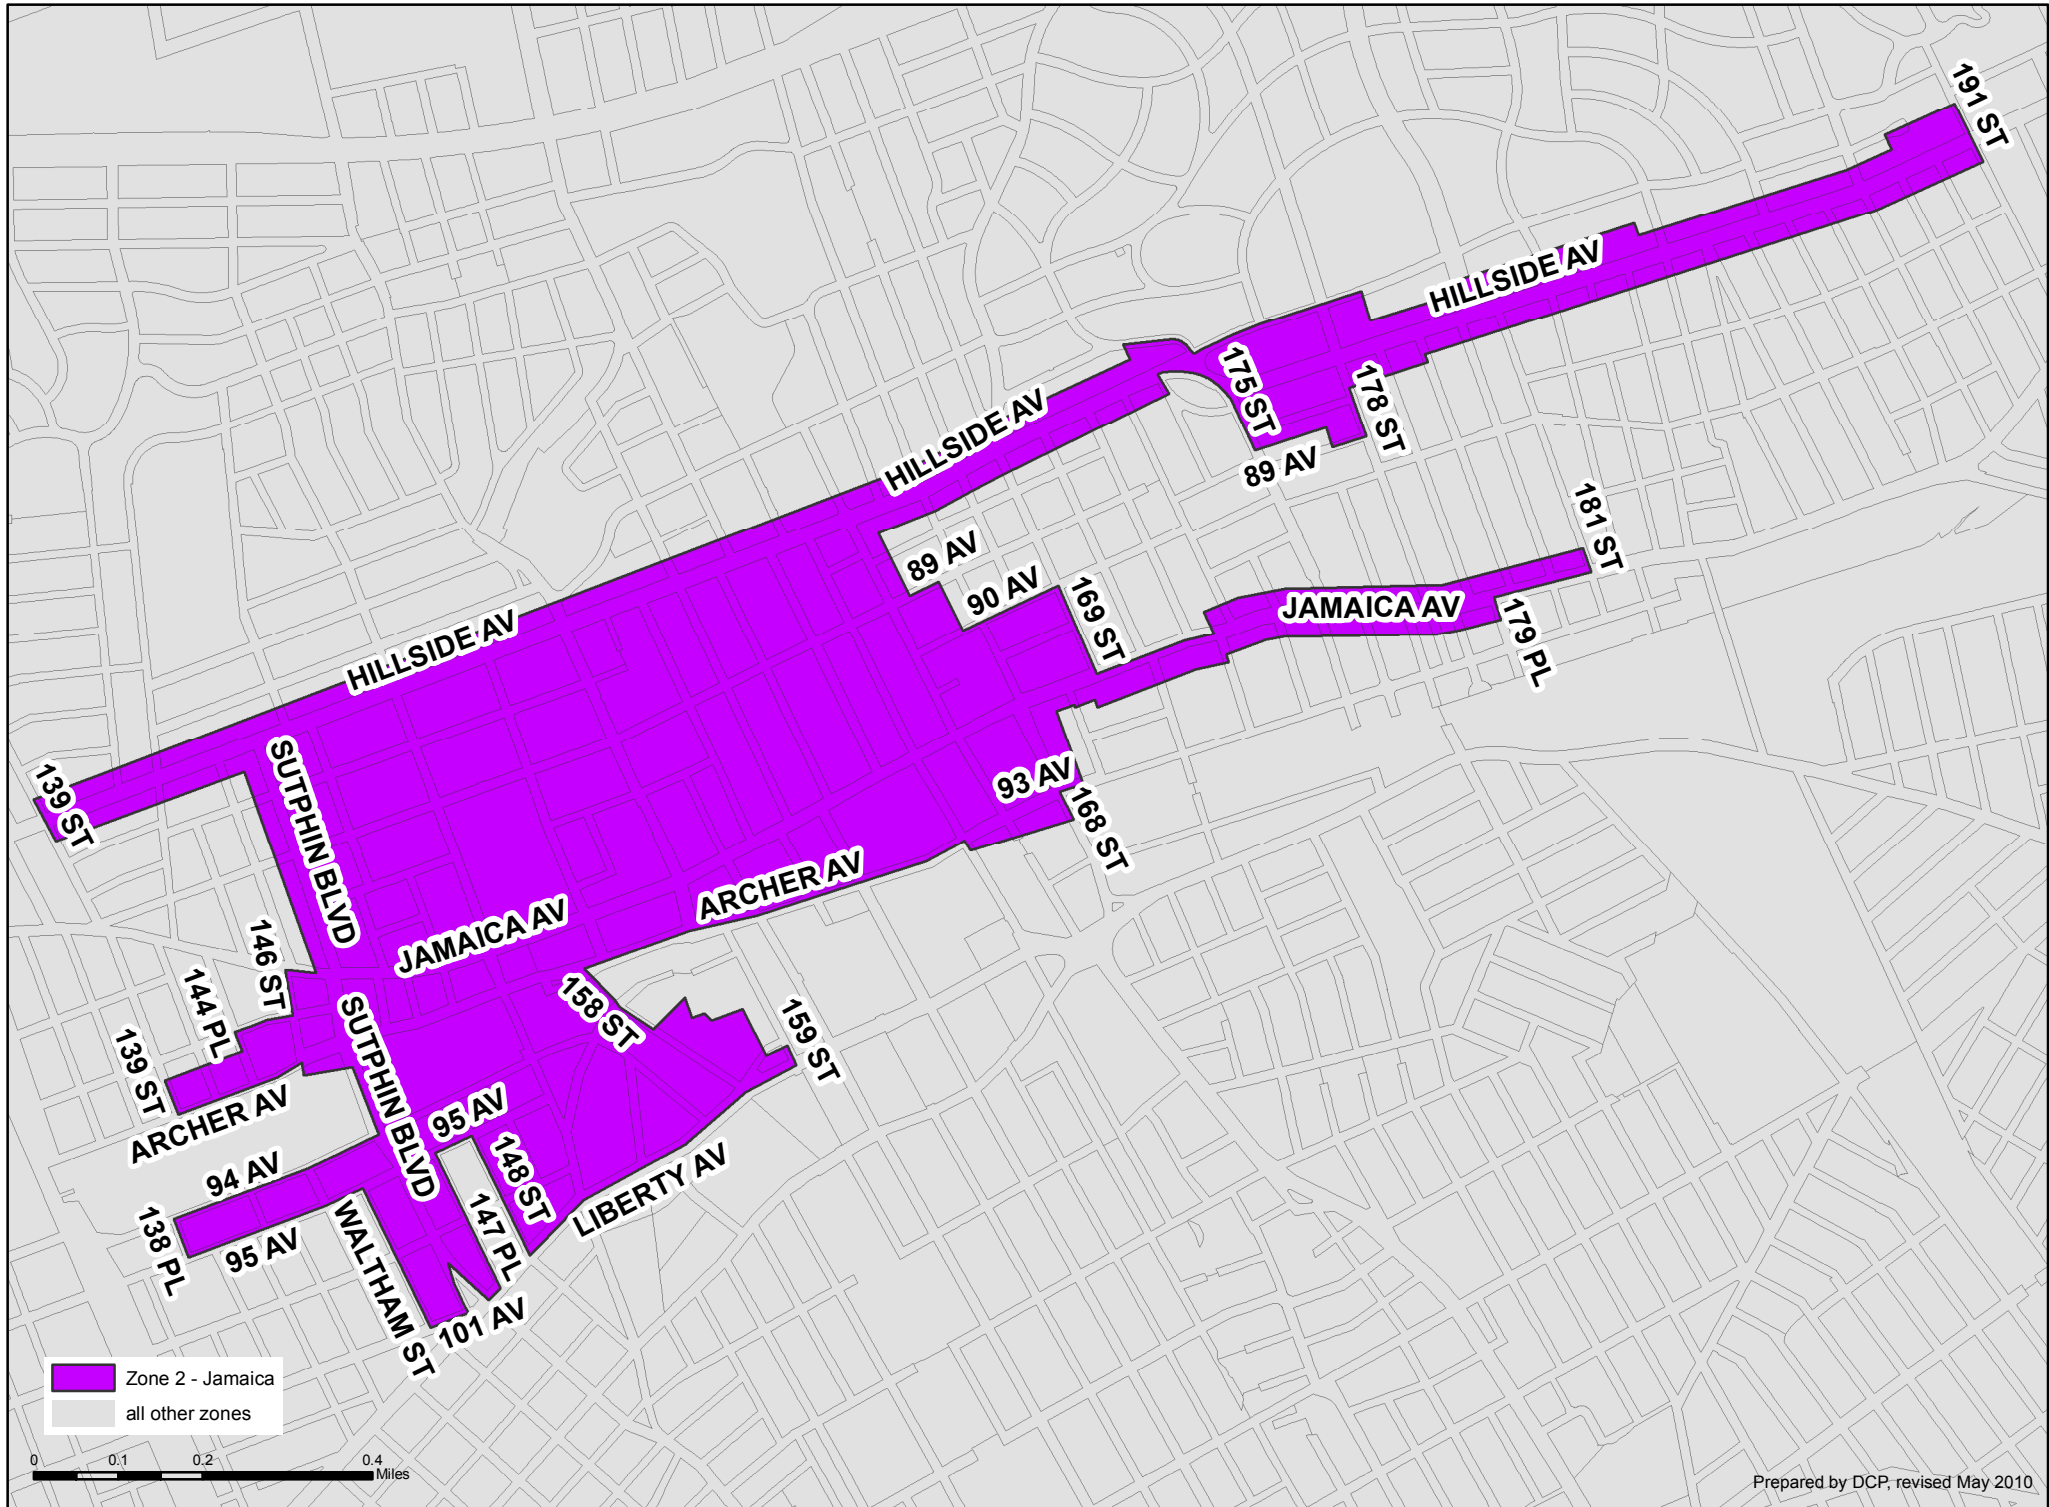 191 ST
HILLSIDE AV
175 ST
178 ST
HILLSIDE AV
89 AV
181 ST
89 AV
90 AV
169 ST
JAMAICA AV
179 PL
HILLSIDE AV
139 ST
SUTPHIN BLVD
93 AV
168 ST
ARCHER AV
JAMAICA AV
146 ST
144 PL
158 ST
159 ST
139 ST
SUTPHIN BLVD
ARCHER AV
95 AV
148 ST
94 AV
LIBERTY AV
138 PL
95 AV
WALTHAM ST
147 PL
101 AV
Zone 2 - Jamaica
all other zones
0 0.1 0.2 0.4
Miles
Prepared by DCP, revised May 2010